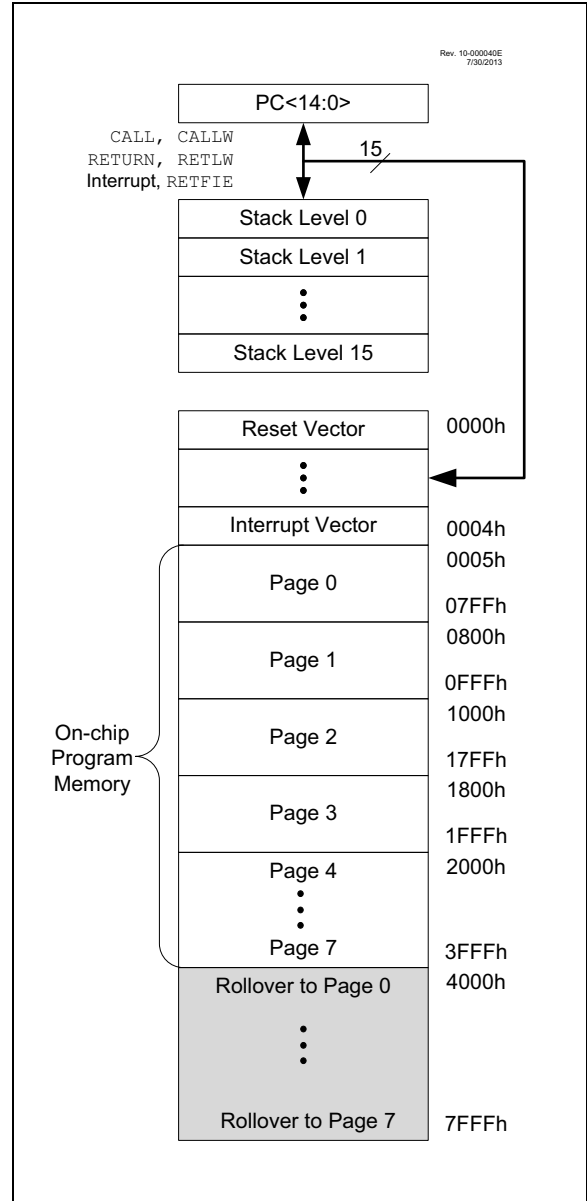 Rev. 10-000040E
7/30/2013
PC<14:0>
CALL, CALLW
RETURN, RETLW
Interrupt, RETFIE
15
Stack Level 0
Stack Level 1
Stack Level 15
Reset Vector
0000h
Interrupt Vector
0004h
0005h
Page 0
07FFh
0800h
Page 1
0FFFh
1000h
On-chip
Program
Memory
Page 2
17FFh
1800h
Page 3
1FFFh
Page 4
2000h
Page 7
3FFFh
Rollover to Page 0
4000h
Rollover to Page 7
7FFFh